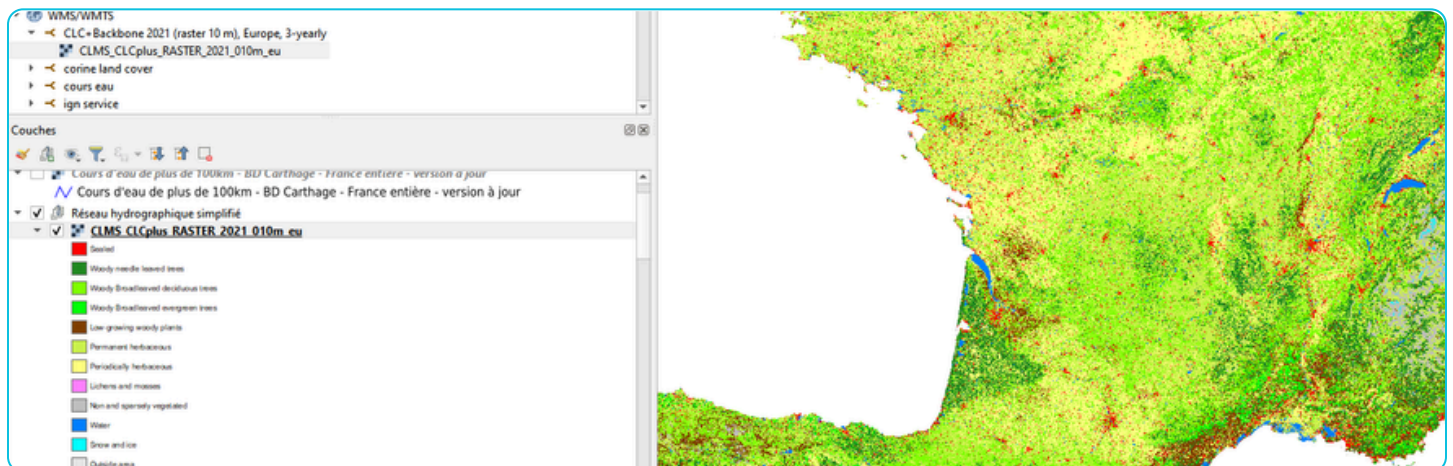 WMS/WMTS
CLC+Backbone 2021 (raster 10 m), Europe, 3-yearly
CLMS_CLCplus_RASTER_2021_010m_eu
corine land cover
cours eau
ign service
Couches
Cours d'eau de plus de 100km - BD Carthage - France entière - version à jour
Cours d'eau de plus de 100km - BD Carthage - France entière - version à jour
Réseau hydrographique simplifié
CLMS_CLCplus_RASTER_2021_010m_eu
Sealed
Woody needle leaved trees
Woody Broadleaved deciduous trees
Woody Broadleaved evergreen trees
Low growing woody plants
Permanent herbaceous
Periodically herbaceous
Lichens and mosses
Non and sparsely vegetated
Water
Snow and ice
Outside area